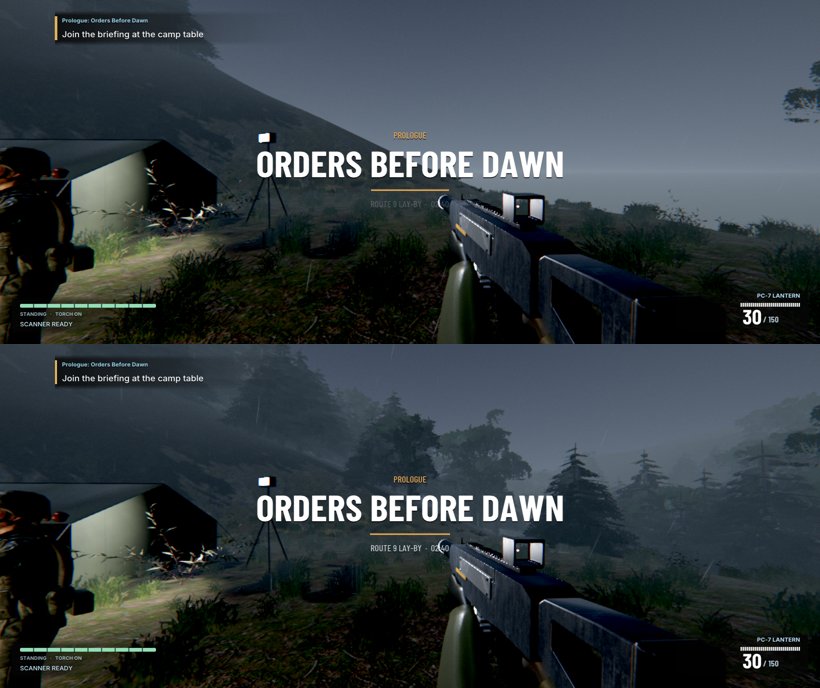 Prologue: Orders Before Dawn
Join the briefing at the camp table
PROLOGUE
ORDERS BEFORE DAWN
ROUTE 9 LAY-BY ·
STANDING · TORCH ON
SCANNER READY
PC-7 LANTERN
30 / 150
Prologue: Orders Before Dawn
Join the briefing at the camp table
PROLOGUE
ORDERS BEFORE DAWN
ROUTE 9 LAY-BY · 02:40
STANDING · TORCH ON
SCANNER READY
PC-7 LANTERN
30 / 150